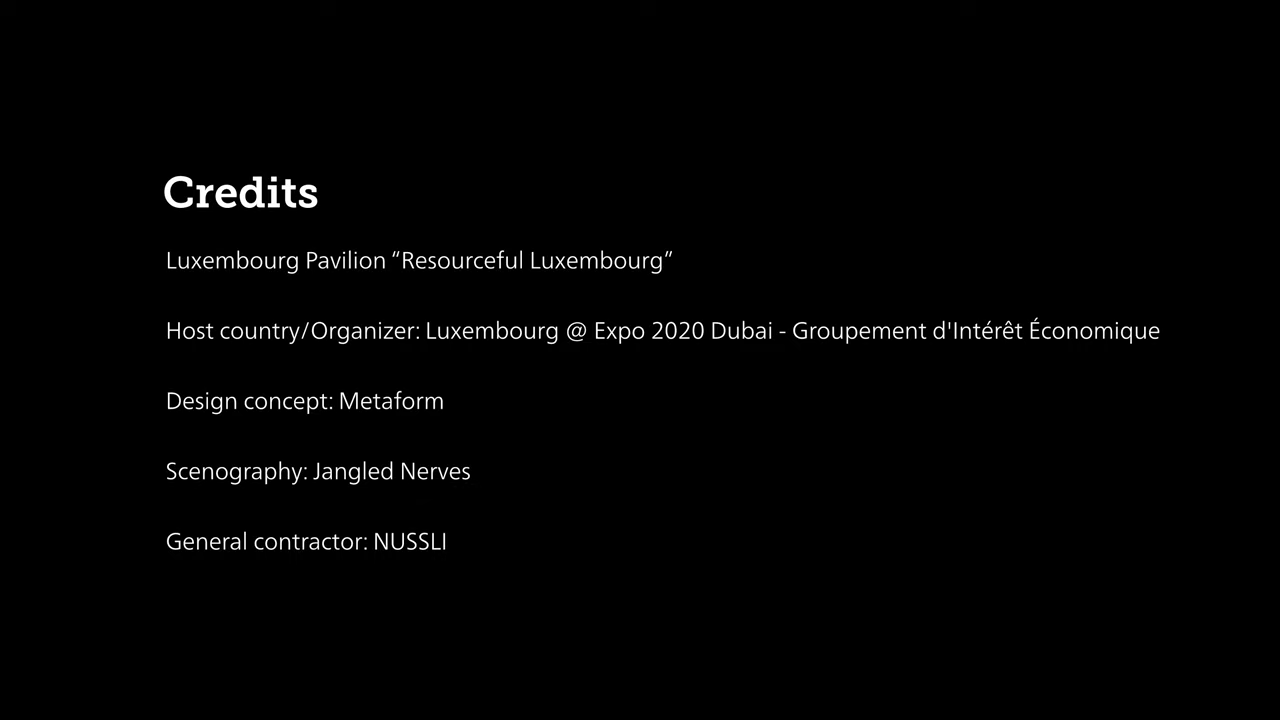 Credits
Luxembourg Pavilion “Resourceful Luxembourg”
Host country/Organizer: Luxembourg @ Expo 2020 Dubai - Groupement d'Intérêt Économique
Design concept: Metaform
Scenography: Jangled Nerves
General contractor: NUSSLI